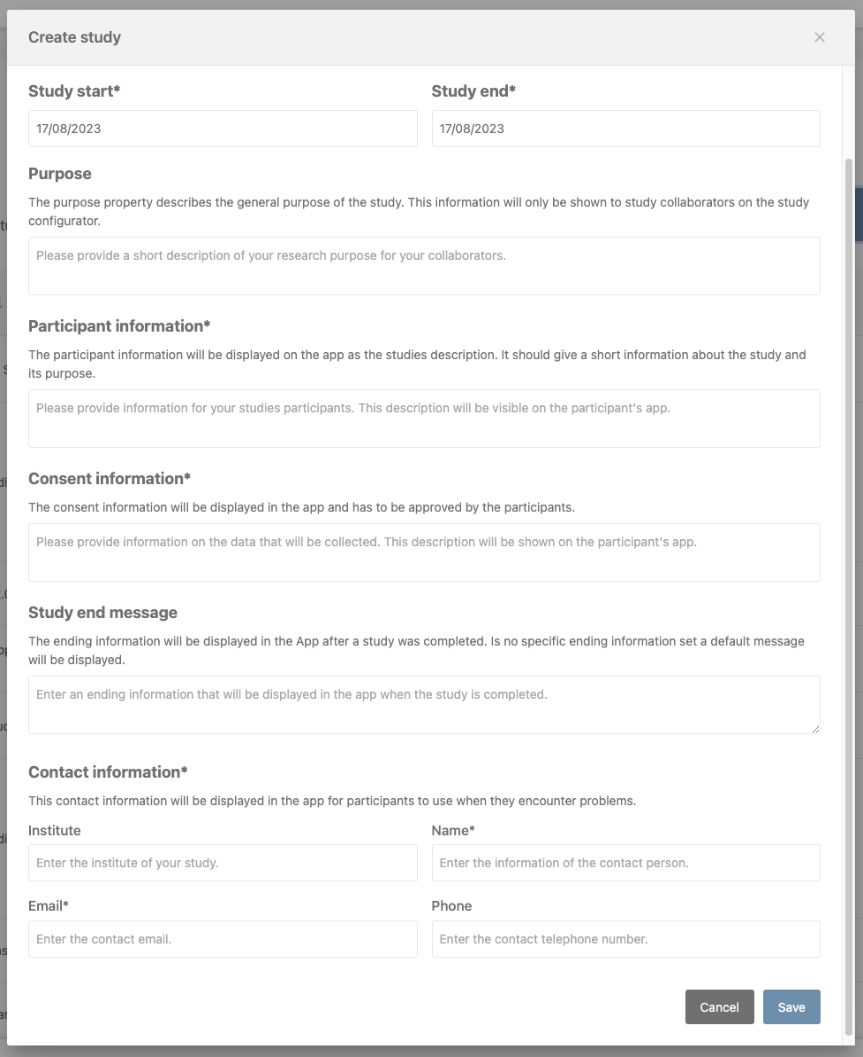 Create study
Study start*
Study end*
17/08/2023
17/08/2023
Purpose
The purpose property describes the general purpose of the study. This information will only be shown to study collaborators on the study
configurator.
Please provide a short description of your research purpose for your collaborators.
Participant information*
The participant information will be displayed on the app as the studies description. It should give a short information about the study and
its purpose.
Please provide information for your studies participants. This description will be visible on the participant's app.
Consent information*
The consent information will be displayed in the app and has to be approved by the participants.
Please provide information on the data that will be collected. This description will be shown on the participant's app.
Study end message
The ending information will be displayed in the App after a study was completed. Is no specific ending information set a default message
will be displayed.
Enter an ending information that will be displayed in the app when the study is completed.
Contact information*
This contact information will be displayed in the app for participants to use when they encounter problems.
Institute
Name*
Enter the institute of your study.
Enter the information of the contact person.
Email*
Phone
Enter the contact email.
Enter the contact telephone number.
Cancel
Save